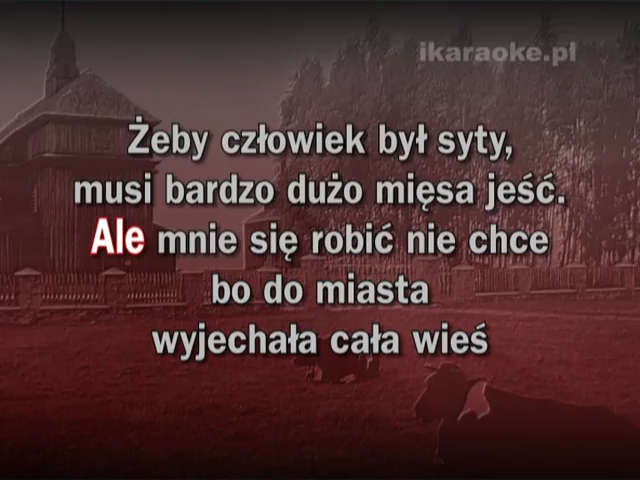 ikaraoke.pl
Żeby człowiek był syty,
musi bardzo dużo mięsa jeść.
Ale mnie się robić nie chce
bo do miasta
wyjechała cała wieś